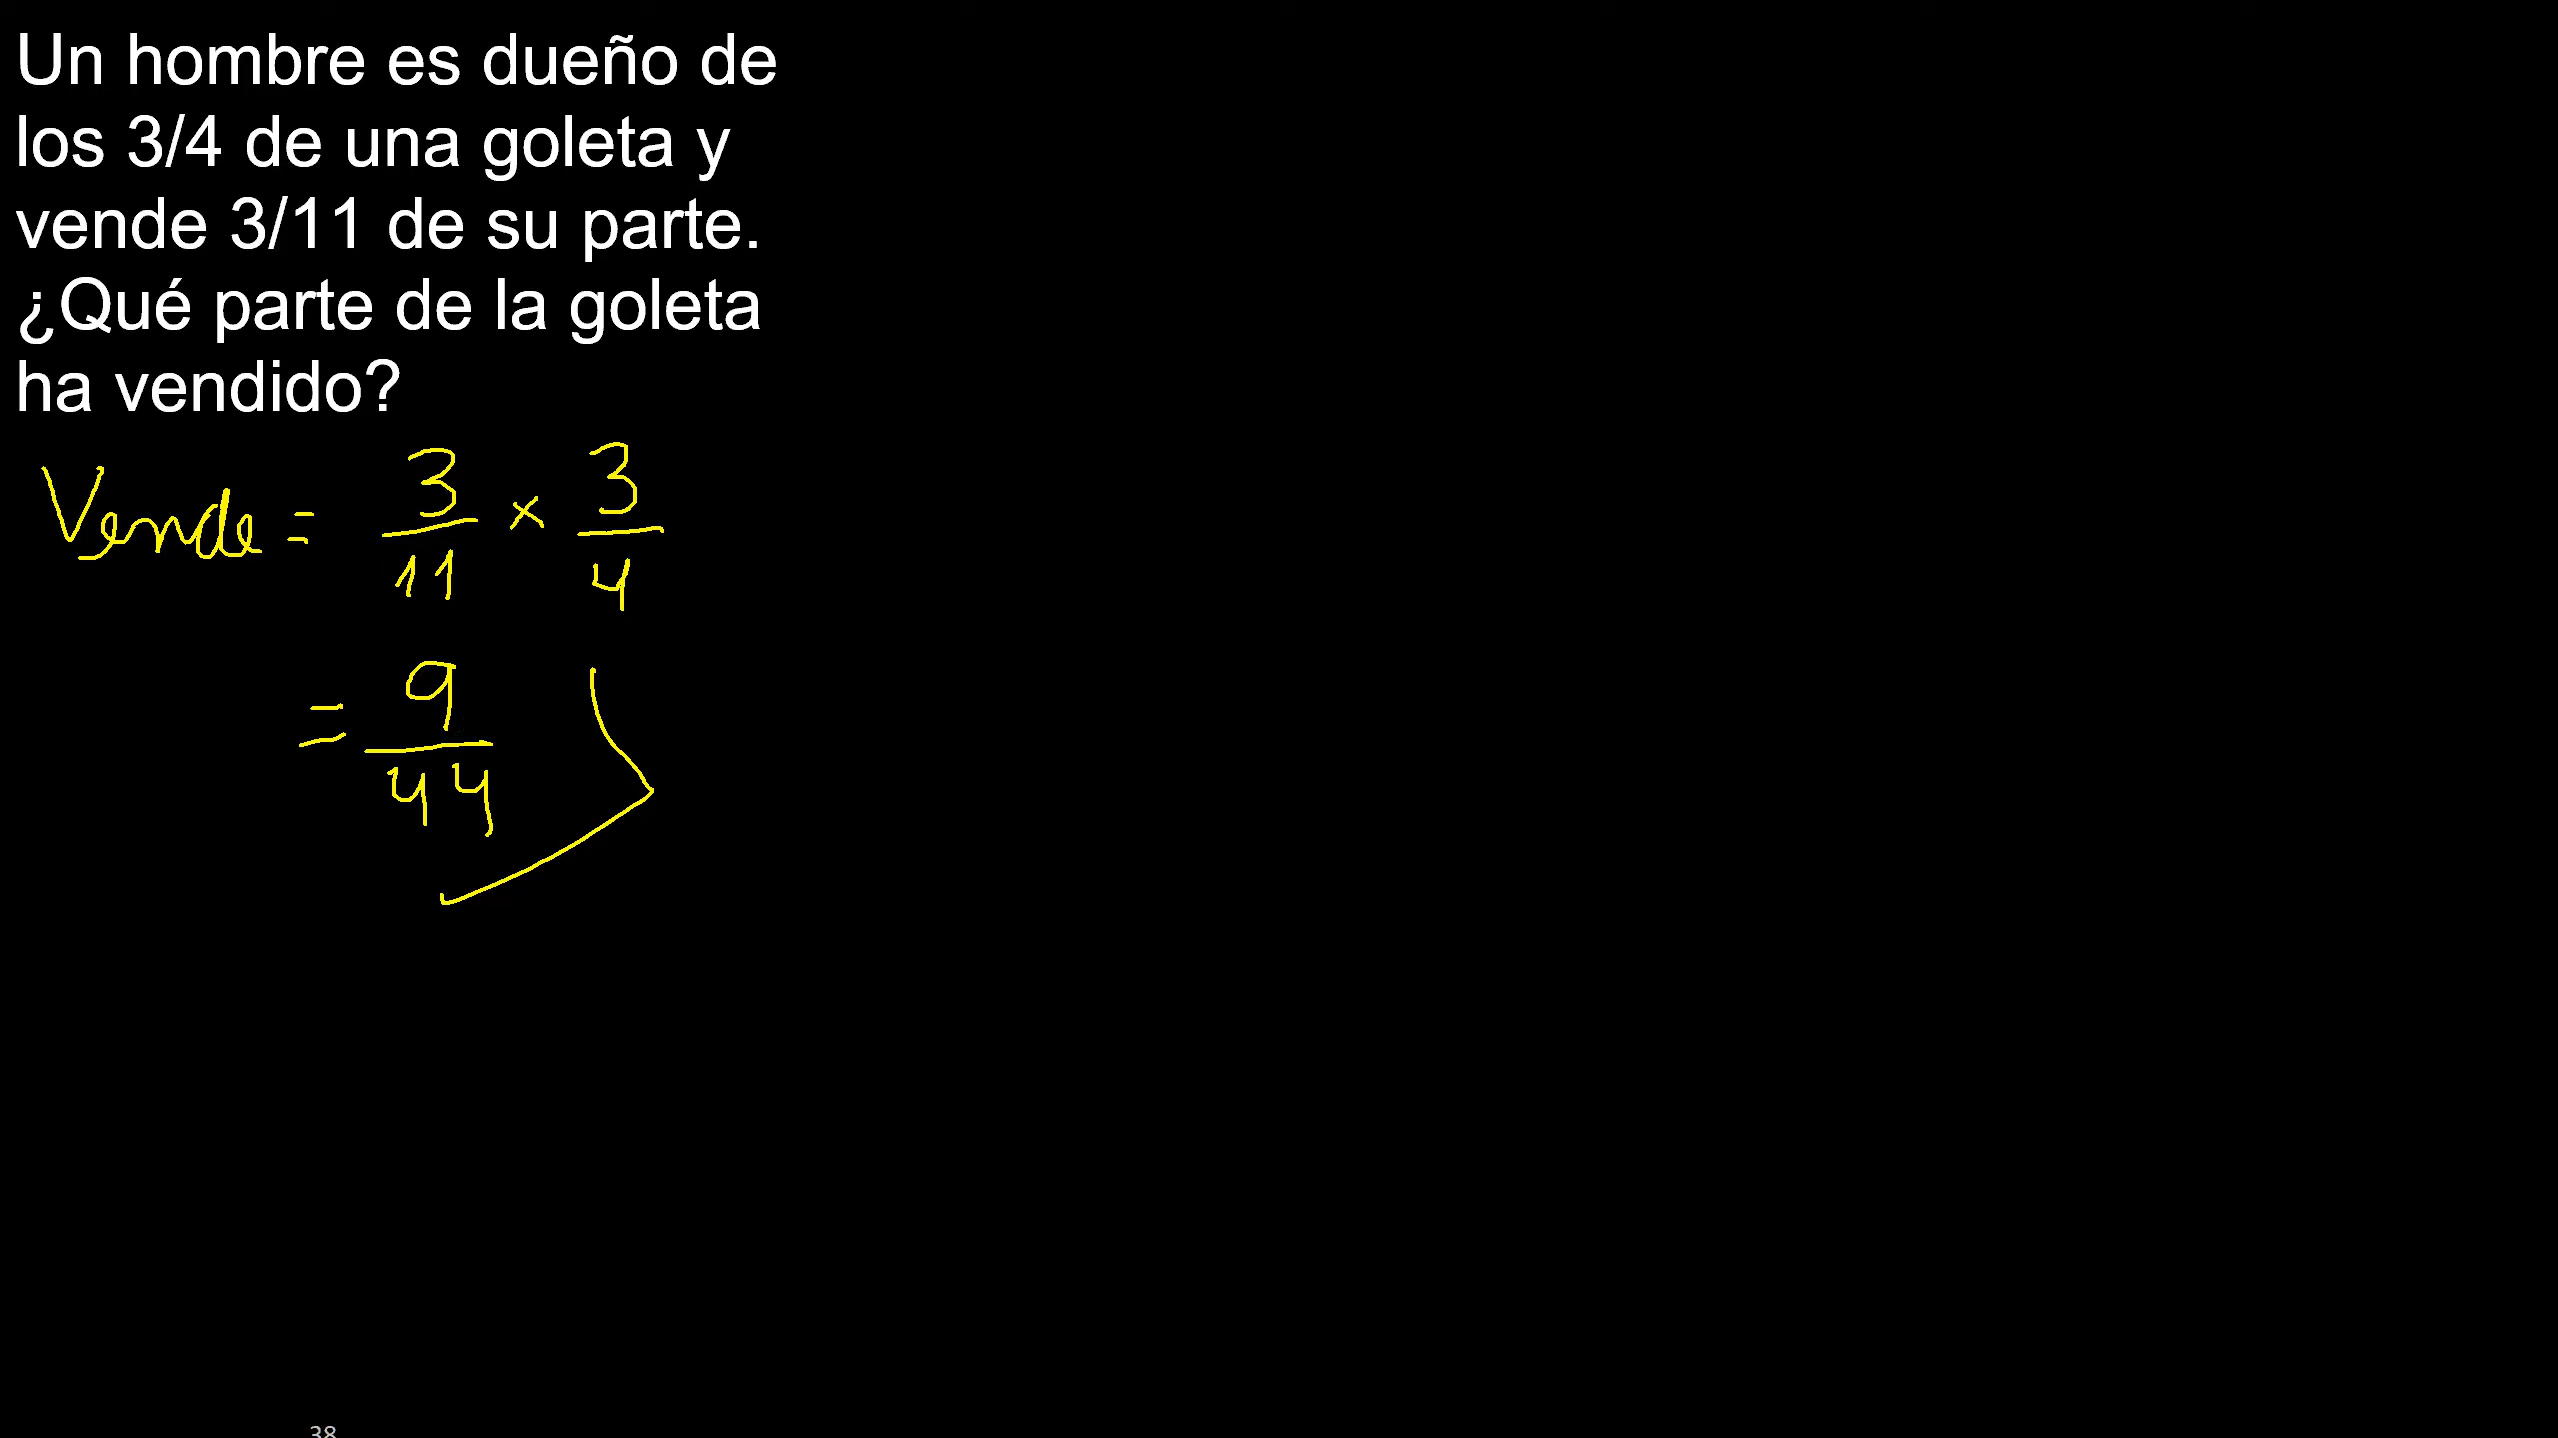 Un hombre es dueño de
los 3/4 de una goleta y
vende 3/11 de su parte.
¿Qué parte de la goleta
ha vendido?
Vende = 3/11 × 3/4
= 9/44
38